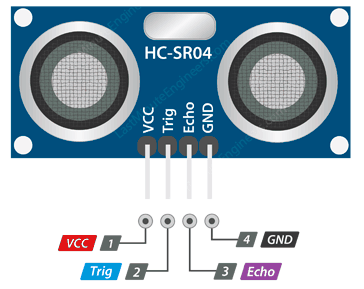 HC-SR04
VCC Trig Echo GND
VCC 1
4 GND
Trig 2
3 Echo